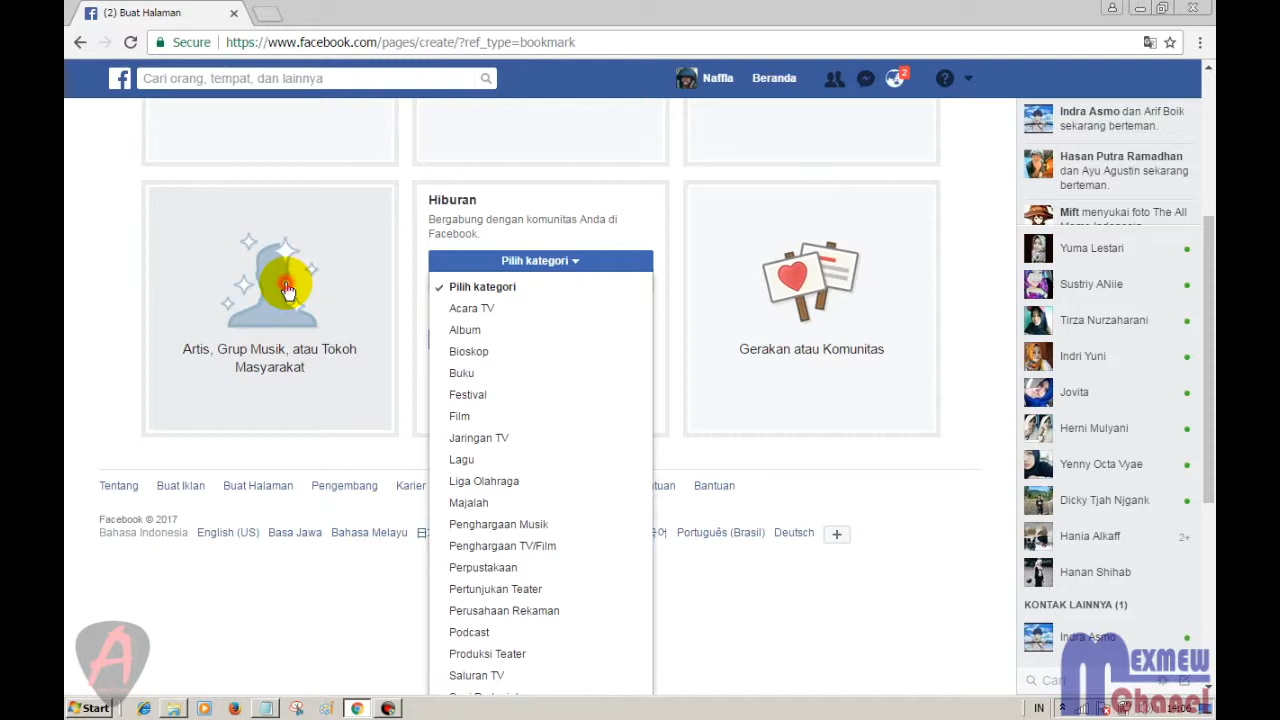 (2) Buat Halaman
Secure
https://www.facebook.com/pages/create/?ref_type=bookmark
Cari orang, tempat, dan lainnya
Naffla
Beranda
2
Indra Asmo dan Arif Boik
sekarang berteman.
Hasan Putra Ramadhan
dan Ayu Agustin sekarang
berteman.
Mift menyukai foto The All
Hiburan
Bergabung dengan komunitas Anda di
Facebook.
Pilih kategori
Pilih kategori
Acara TV
Album
Bioskop
Buku
Festival
Film
Jaringan TV
Lagu
Liga Olahraga
Majalah
Penghargaan Musik
Penghargaan TV/Film
Perpustakaan
Pertunjukan Teater
Perusahaan Rekaman
Podcast
Produksi Teater
Saluran TV
Artis, Grup Musik, atau Tokoh
Masyarakat
Gerakan atau Komunitas
Yuma Lestari
Sustriy ANiie
Tirza Nurzaharani
Indri Yuni
Jovita
Herni Mulyani
Yenny Octa Vyae
Dicky Tjah Njgank
Hania Alkaff 2+
Hanan Shihab
KONTAK LAINNYA (1)
Indra Asmo
Cari
Tentang Buat Iklan Buat Halaman Pengembang Karier Bantuan
Facebook © 2017
Bahasa Indonesia English (US) Basa Jawa Bahasa Melayu Português (Brasil) Deutsch +
A
MEXMEW
Chanel
Start
IN
14:06